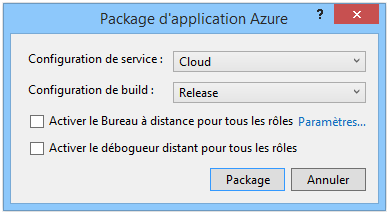 Package d'application Azure
?
Configuration de service : Cloud
Configuration de build : Release
Activer le Bureau à distance pour tous les rôles Paramètres...
Activer le débogueur distant pour tous les rôles
Package Annuler